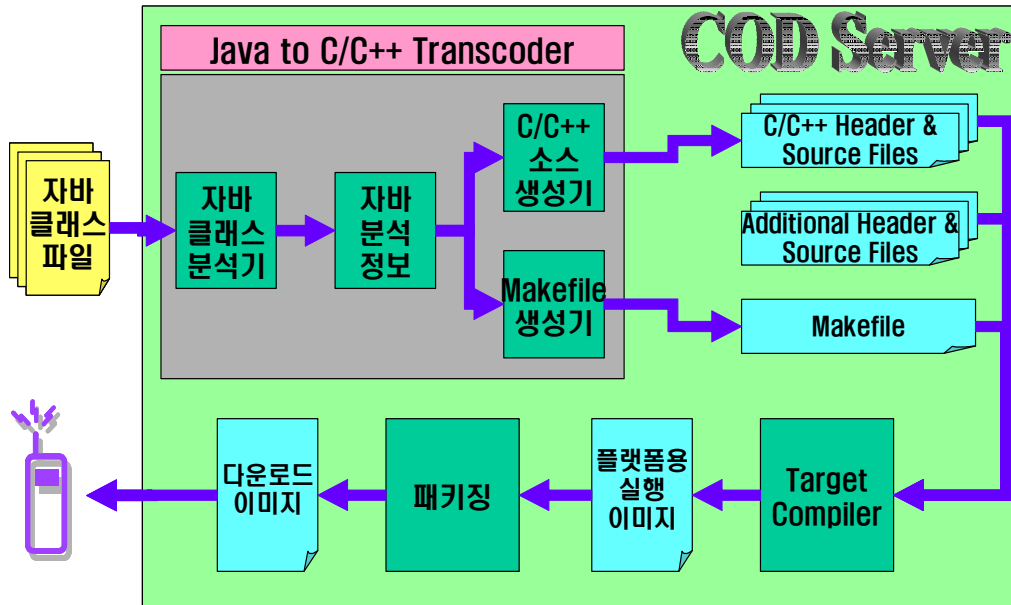 Java to C/C++ Transcoder
COD Server
자바
클래스
파일
자바
클래스
분석기
자바
분석
정보
C/C++
소스
생성기
Makefile
생성기
C/C++ Header &
Source Files
Additional Header &
Source Files
Makefile
다운로드
이미지
패키징
플랫폼용
실행
이미지
Target
Compiler